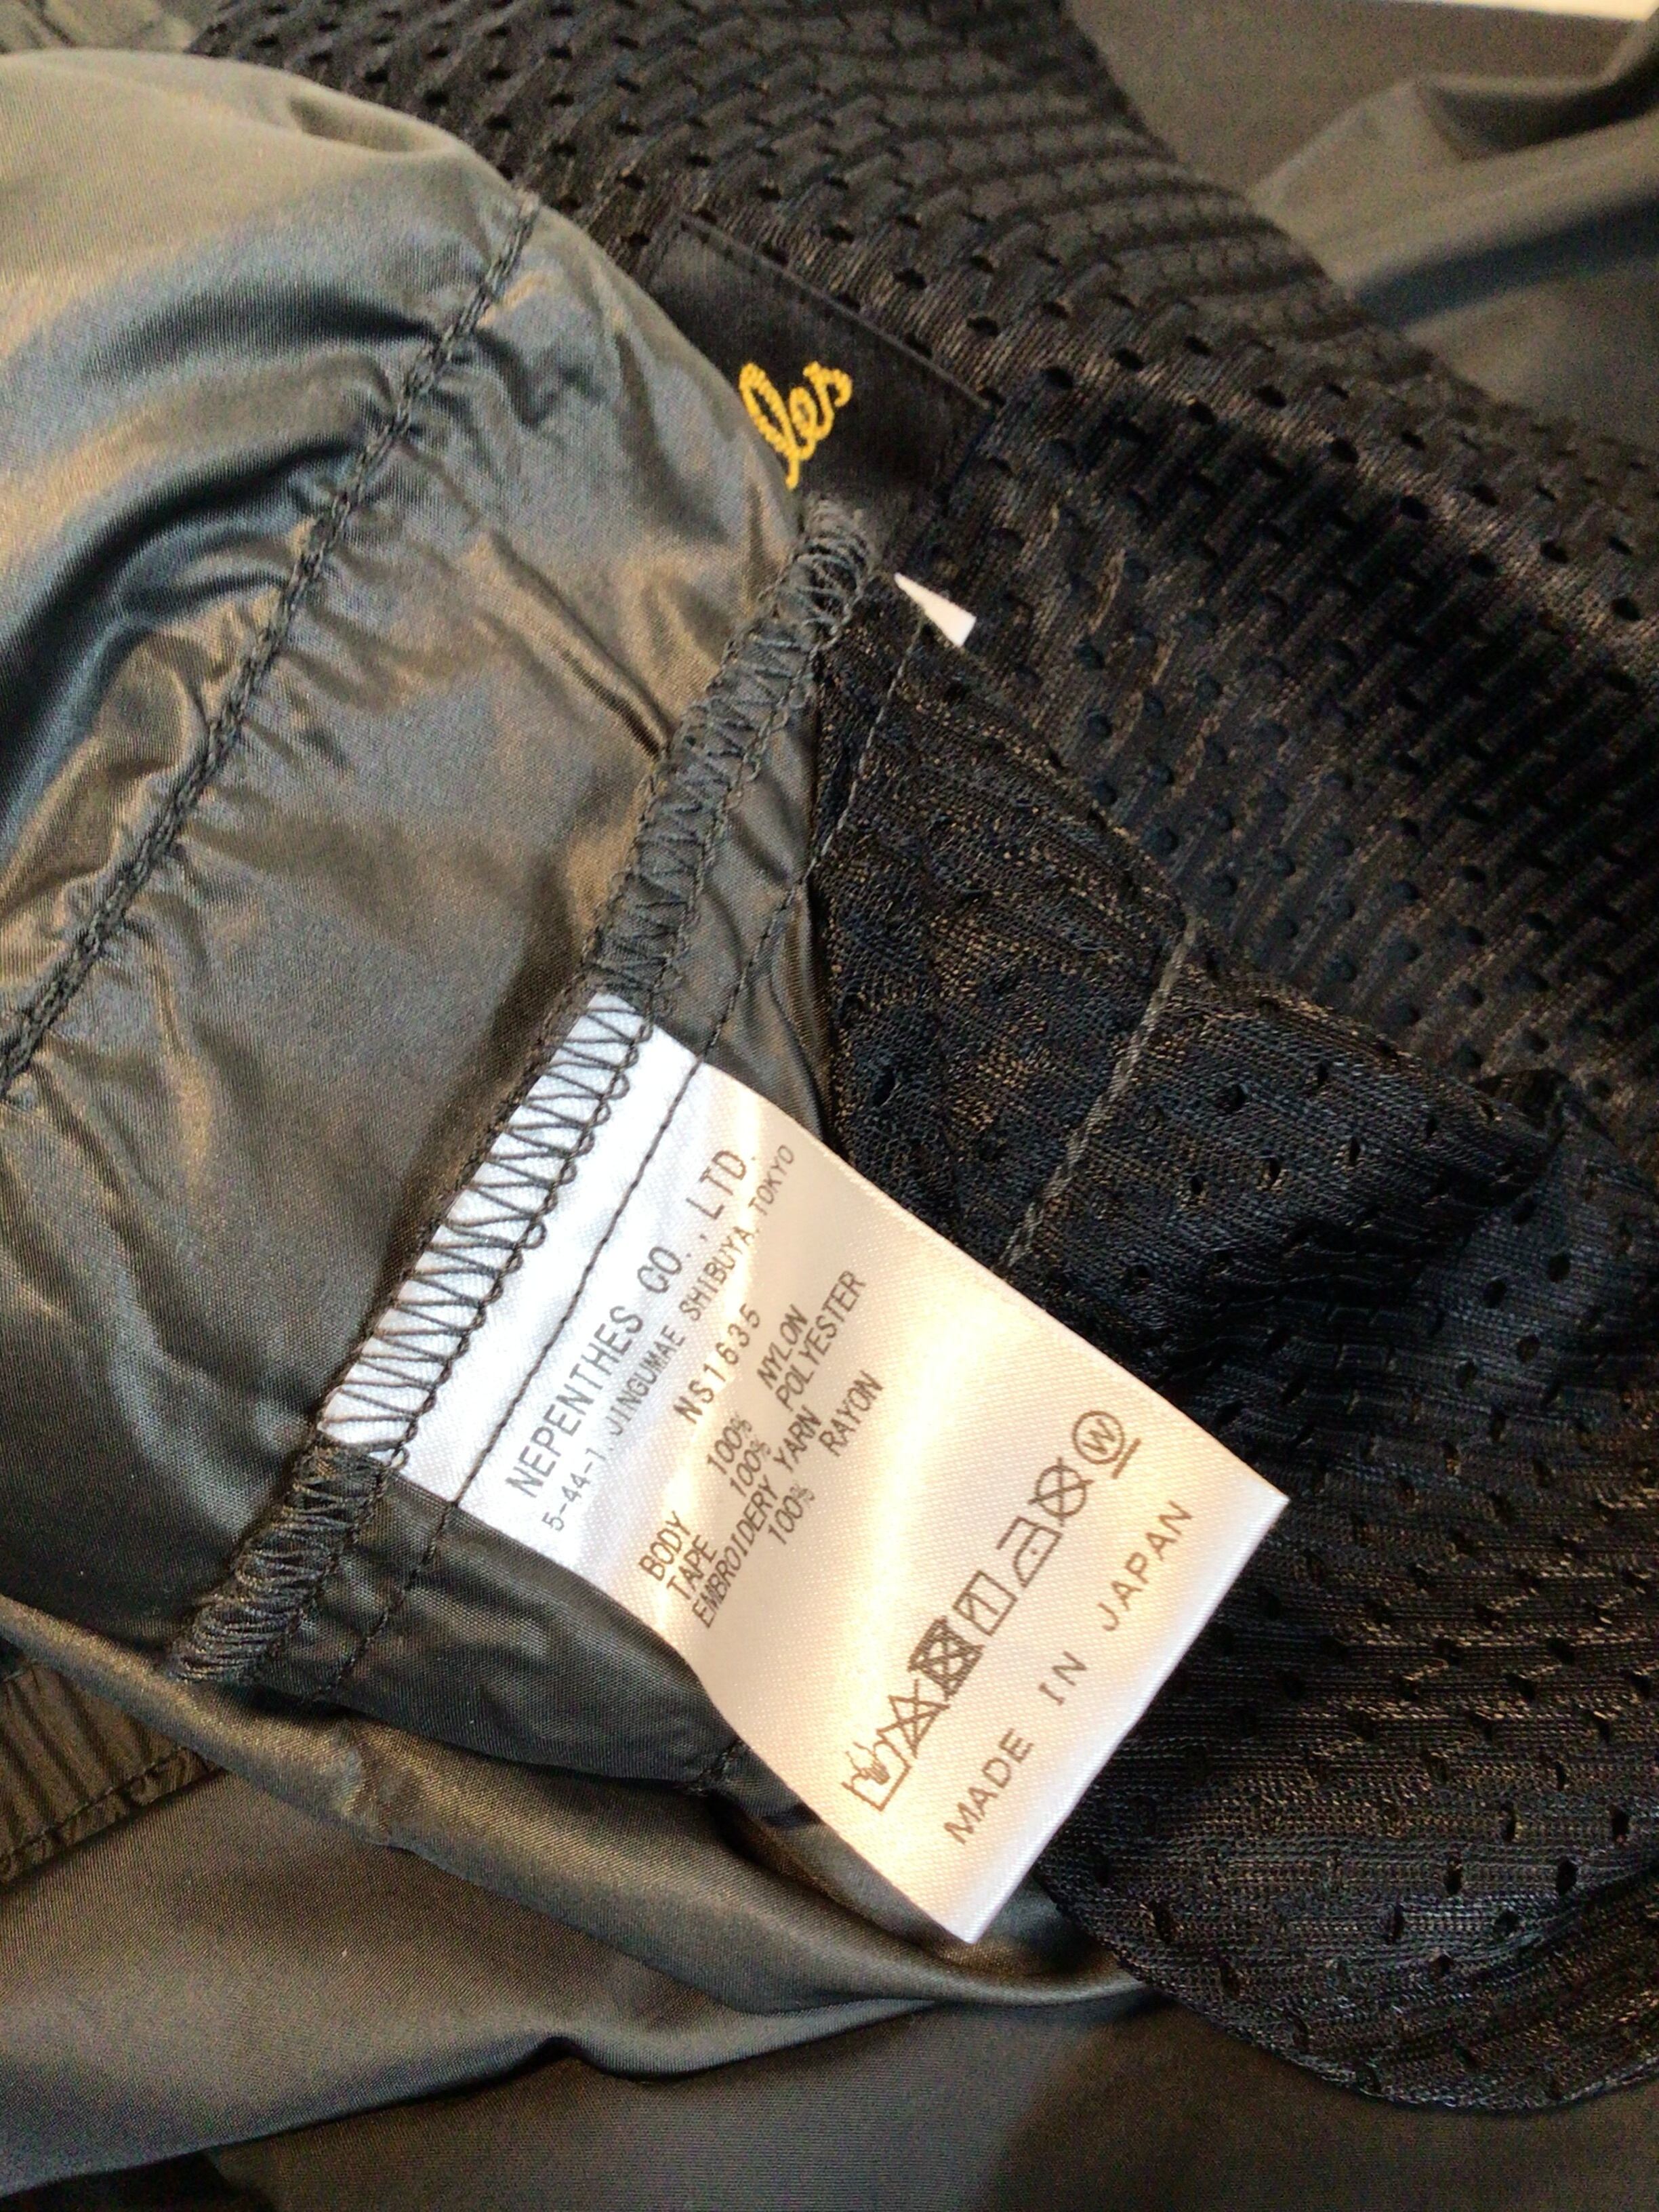 les
NEPENTHES CO., LTD.
5-44-1, JINGUMAE SHIBUYA, TOKYO
NS1635
BODY 100% NYLON
TAPE 100% POLYESTER
EMBROIDERY YARN
100% RAYON
W
MADE IN JAPAN